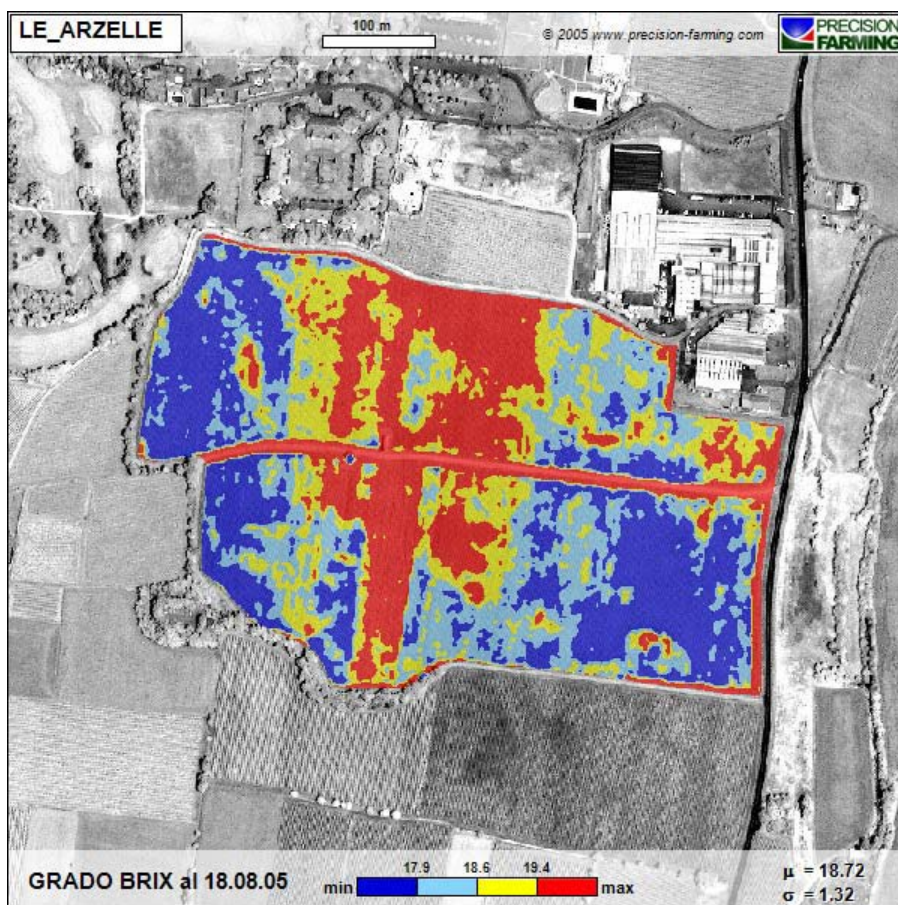 LE_ARZELLE
100 m
© 2005 www.precision-farming.com
PRECISION
FARMING
GRADO BRIX al 18.08.05
min
17.9
18.6
19.4
max
μ = 18.72
σ = 1.32